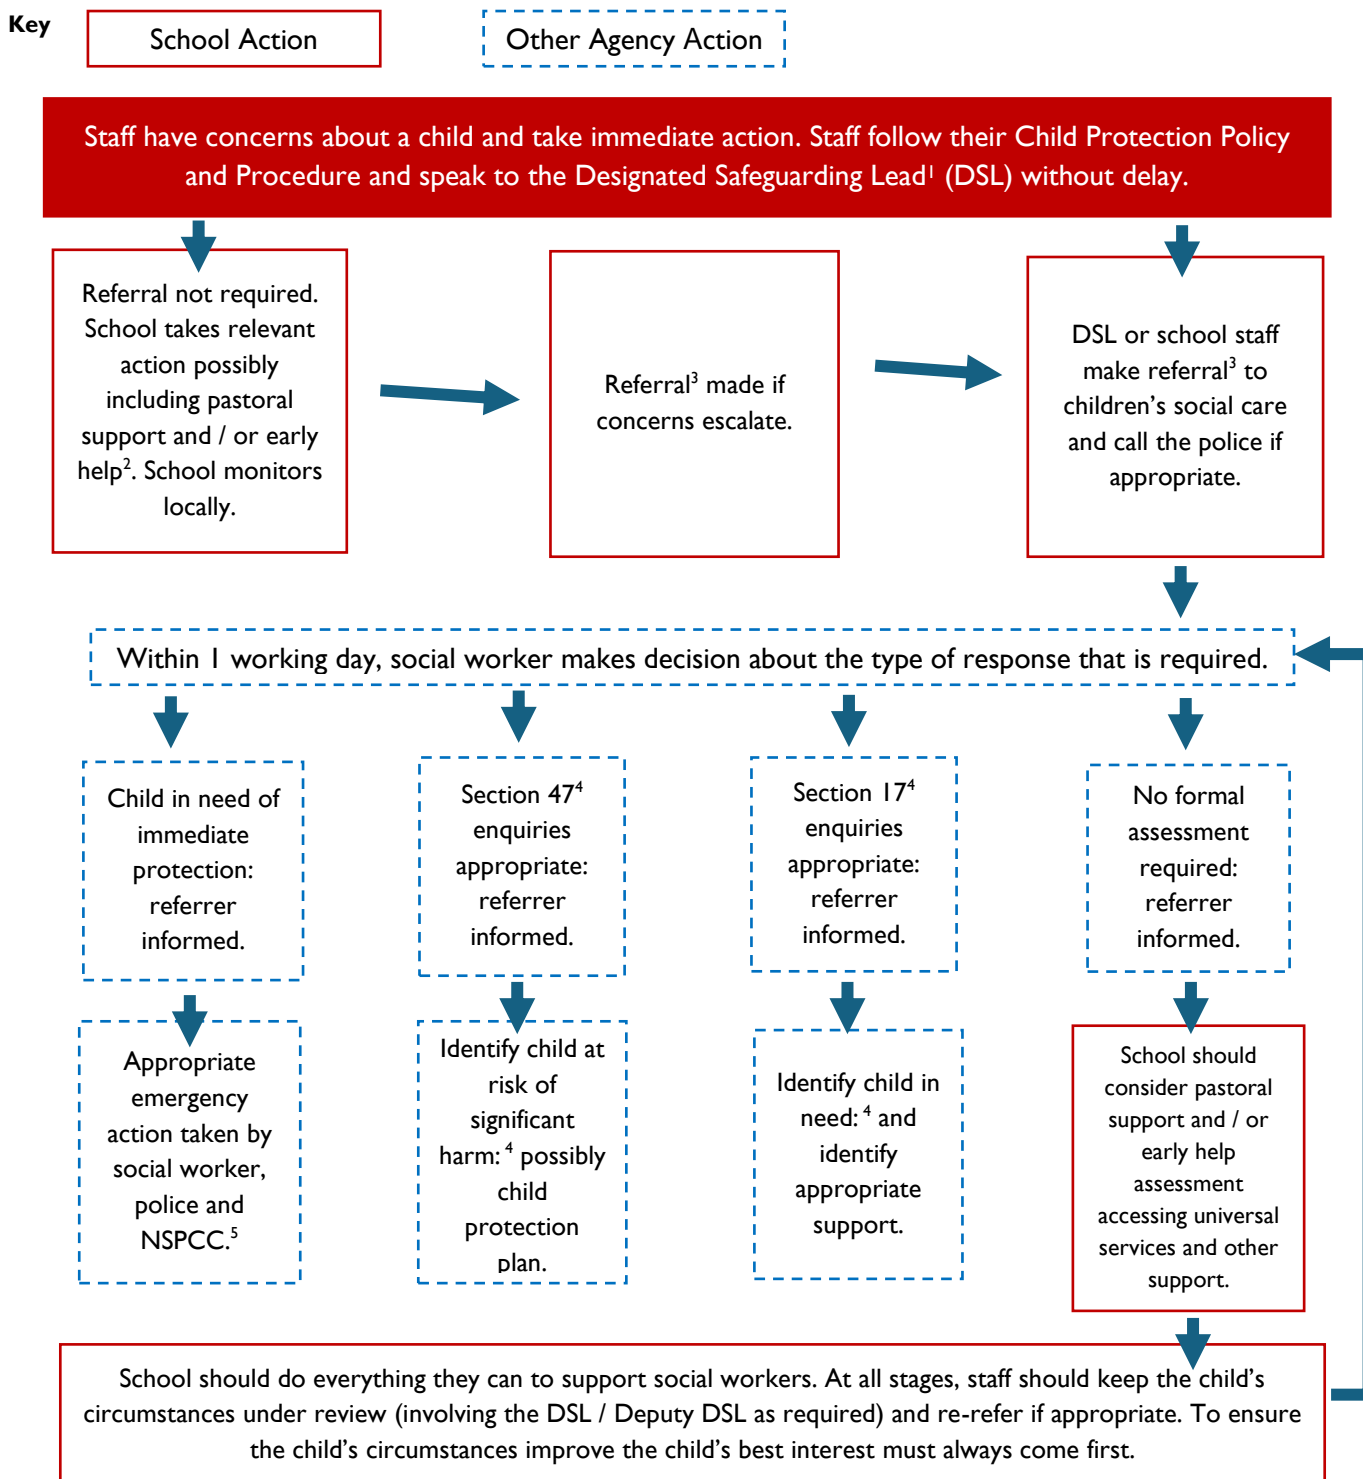 Key
School Action
Other Agency Action
Staff have concerns about a child and take immediate action. Staff follow their Child Protection Policy
and Procedure and speak to the Designated Safeguarding Lead¹ (DSL) without delay.
Referral not required.
School takes relevant
action possibly
including pastoral
support and / or early
help². School monitors
locally.
Referral³ made if
concerns escalate.
DSL or school staff
make referral³ to
children’s social care
and call the police if
appropriate.
Within 1 working day, social worker makes decision about the type of response that is required.
Child in need of
immediate
protection:
referrer
informed.
Section 47⁴
enquiries
appropriate:
referrer
informed.
Section 17⁴
enquiries
appropriate:
referrer
informed.
No formal
assessment
required:
referrer
informed.
Appropriate
emergency
action taken by
social worker,
police and
NSPCC.⁵
Identify child at
risk of
significant
harm: ⁴ possibly
child
protection
plan.
Identify child in
need: ⁴ and
identify
appropriate
support.
School should
consider pastoral
support and / or
early help
assessment
accessing universal
services and other
support.
School should do everything they can to support social workers. At all stages, staff should keep the child’s
circumstances under review (involving the DSL / Deputy DSL as required) and re-refer if appropriate. To ensure
the child’s circumstances improve the child’s best interest must always come first.